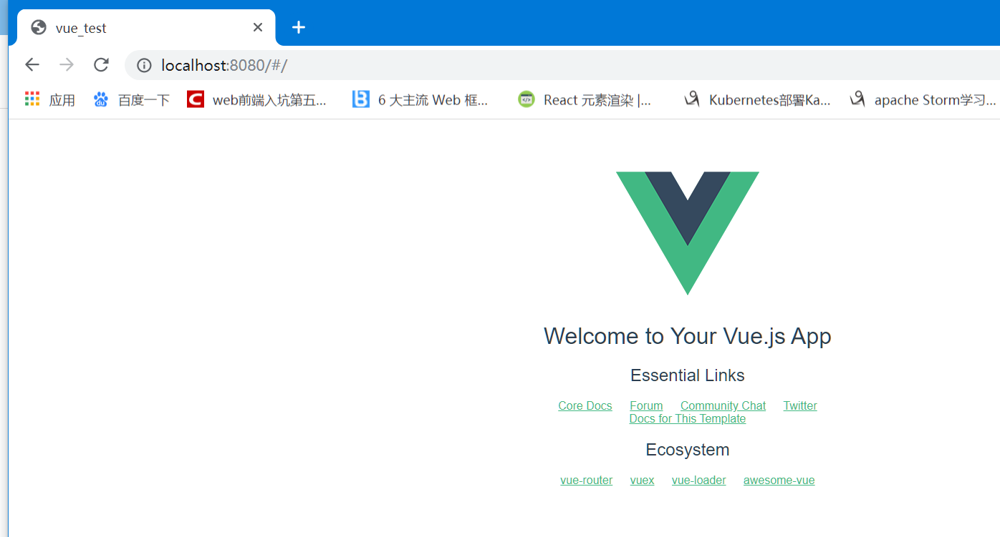 vue_test
localhost:8080/#/
应用 百度一下 web前端入坑第五... 6 大主流 Web 框... React 元素渲染 |... Kubernetes部署Ka... apache Storm学习...
Welcome to Your Vue.js App
Essential Links
Core Docs Forum Community Chat Twitter
Docs for This Template
Ecosystem
vue-router vuex vue-loader awesome-vue